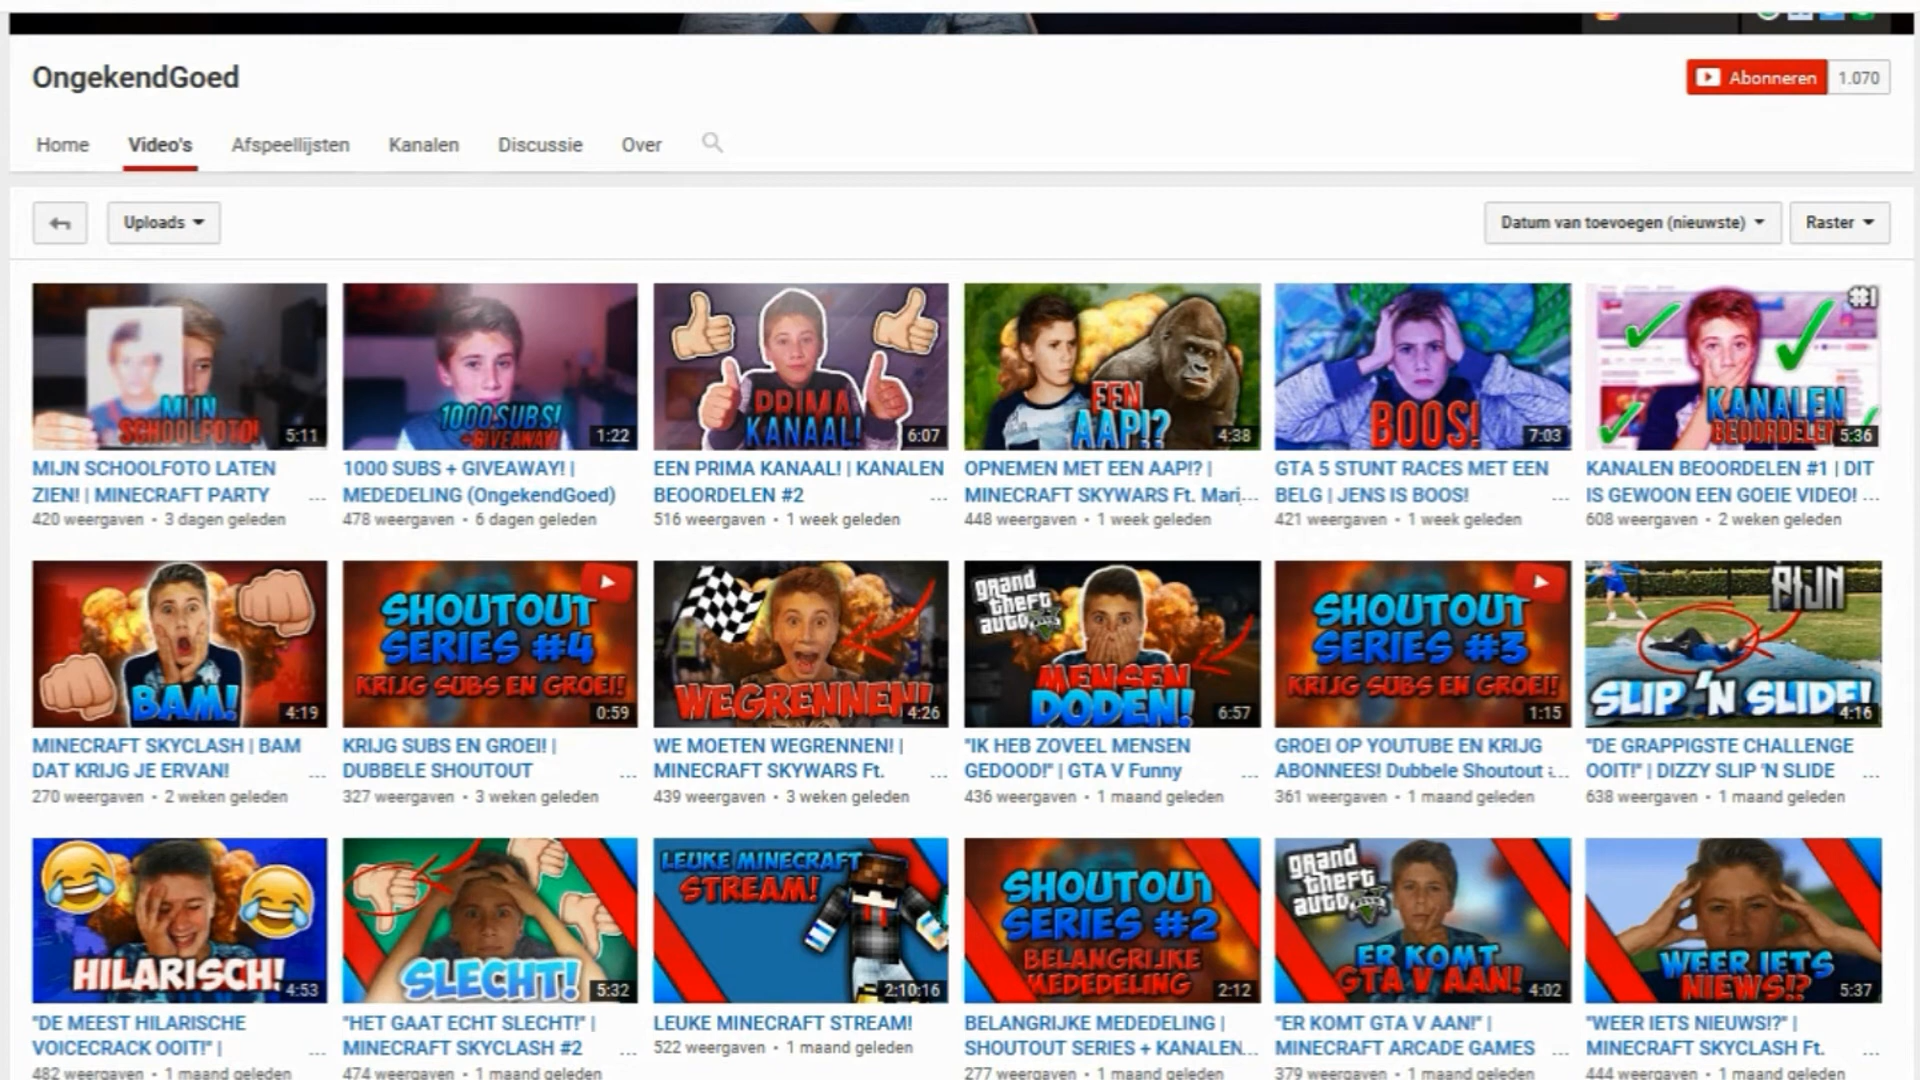 OngekendGoed
Abonneren 1.070
Home Video's Afspeellijsten Kanalen Discussie Over
Uploads
Datum van toevoegen (nieuwste) Raster
MIJN
SCHOOLFOTO!
5:11
1000 SUBS!
+GIVEAWAY!
1:22
PRIMA
KANAAL!
6:07
EEN
AAP!?
4:38
BOOS!
7:03
#1
KANALEN
BEOORDELEN
5:36
MIJN SCHOOLFOTO LATEN
ZIEN! | MINECRAFT PARTY ...
420 weergaven • 3 dagen geleden
1000 SUBS + GIVEAWAY! |
MEDEDELING (OngekendGoed)
478 weergaven • 6 dagen geleden
EEN PRIMA KANAAL! | KANALEN
BEOORDELEN #2 ...
516 weergaven • 1 week geleden
OPNEMEN MET EEN AAP!? |
MINECRAFT SKYWARS Ft. Mari...
448 weergaven • 1 week geleden
GTA 5 STUNT RACES MET EEN
BELG | JENS IS BOOS! ...
421 weergaven • 1 week geleden
KANALEN BEOORDELEN #1 | DIT
IS GEWOON EEN GOEIE VIDEO! ...
608 weergaven • 2 weken geleden
BAM!
4:19
SHOUTOUT
SERIES #4
KRIJG SUBS EN GROEI!
0:59
WEGRENNEN!
4:26
grand
theft
auto V
MENSEN
DODEN!
6:57
SHOUTOUT
SERIES #3
KRIJG SUBS EN GROEI!
1:15
PIJN
SLIP 'N SLIDE!
4:16
MINECRAFT SKYCLASH | BAM
DAT KRIJG JE ERVAN! ...
270 weergaven • 2 weken geleden
KRIJG SUBS EN GROEI! |
DUBBELE SHOUTOUT ...
327 weergaven • 3 weken geleden
WE MOETEN WEGRENNEN! |
MINECRAFT SKYWARS Ft. ...
439 weergaven • 3 weken geleden
"IK HEB ZOVEEL MENSEN
GEDOOD!" | GTA V Funny ...
436 weergaven • 1 maand geleden
GROEI OP YOUTUBE EN KRIJG
ABONNEES! Dubbele Shoutout ...
361 weergaven • 1 maand geleden
"DE GRAPPIGSTE CHALLENGE
OOIT!" | DIZZY SLIP 'N SLIDE ...
638 weergaven • 1 maand geleden
HILARISCH!
4:53
SLECHT!
5:32
LEUKE MINECRAFT
STREAM!
2:10:16
SHOUTOUT
SERIES #2
BELANGRIJKE
MEDEDELING
2:12
grand
theft
auto V
ER KOMT
GTA V AAN!
4:02
WEER IETS
NIEWS!?
5:37
"DE MEEST HILARISCHE
VOICECRACK OOIT!" | ...
482 weergaven • 1 maand geleden
"HET GAAT ECHT SLECHT!" |
MINECRAFT SKYCLASH #2 ...
474 weergaven • 1 maand geleden
LEUKE MINECRAFT STREAM!
522 weergaven • 1 maand geleden
BELANGRIJKE MEDEDELING |
SHOUTOUT SERIES + KANALEN...
277 weergaven • 1 maand geleden
"ER KOMT GTA V AAN!" |
MINECRAFT ARCADE GAMES ...
379 weergaven • 1 maand geleden
"WEER IETS NIEUWS!?" |
MINECRAFT SKYCLASH Ft. ...
444 weergaven • 1 maand geleden